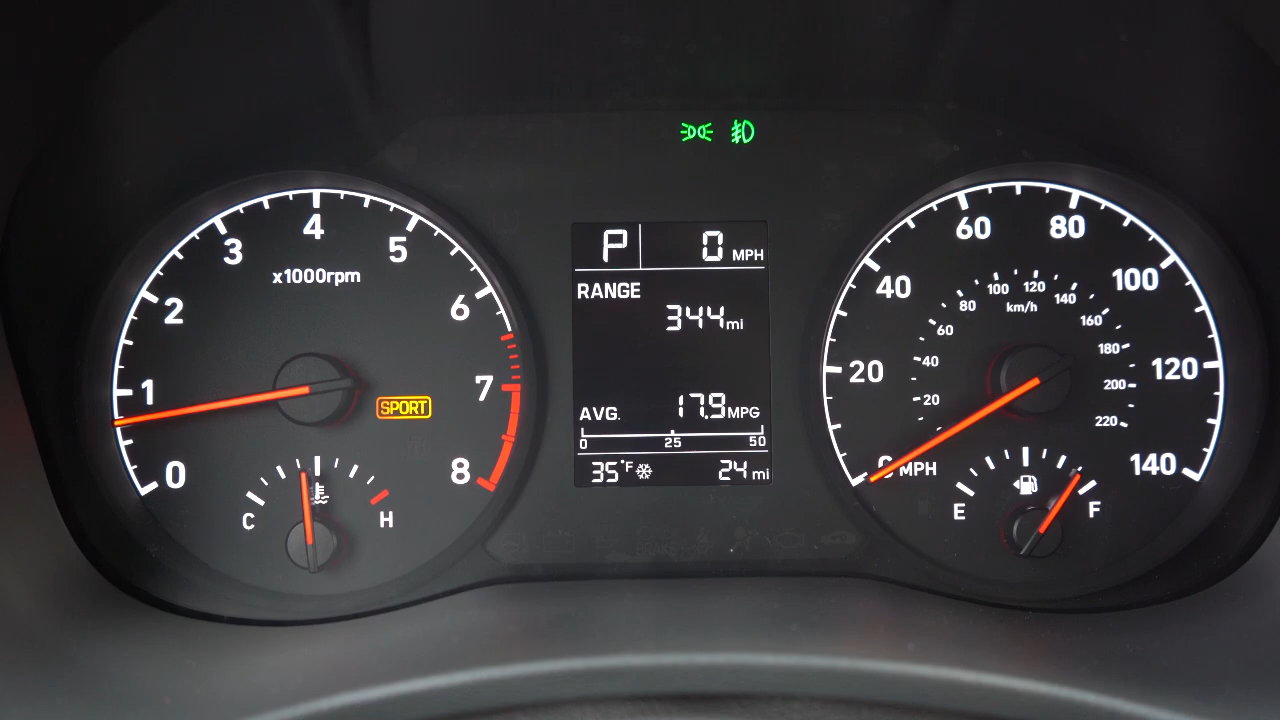 0
1
2
3
4
5
6
7
8
x1000rpm
SPORT
C
H
P 0 MPH
RANGE
344 mi
AVG. 17.9 MPG
0 25 50
35°F 24 mi
0 MPH
20
40
60
80
100
120
140
20
40
60
80
100
120
140
160
180
200
220
km/h
E
F